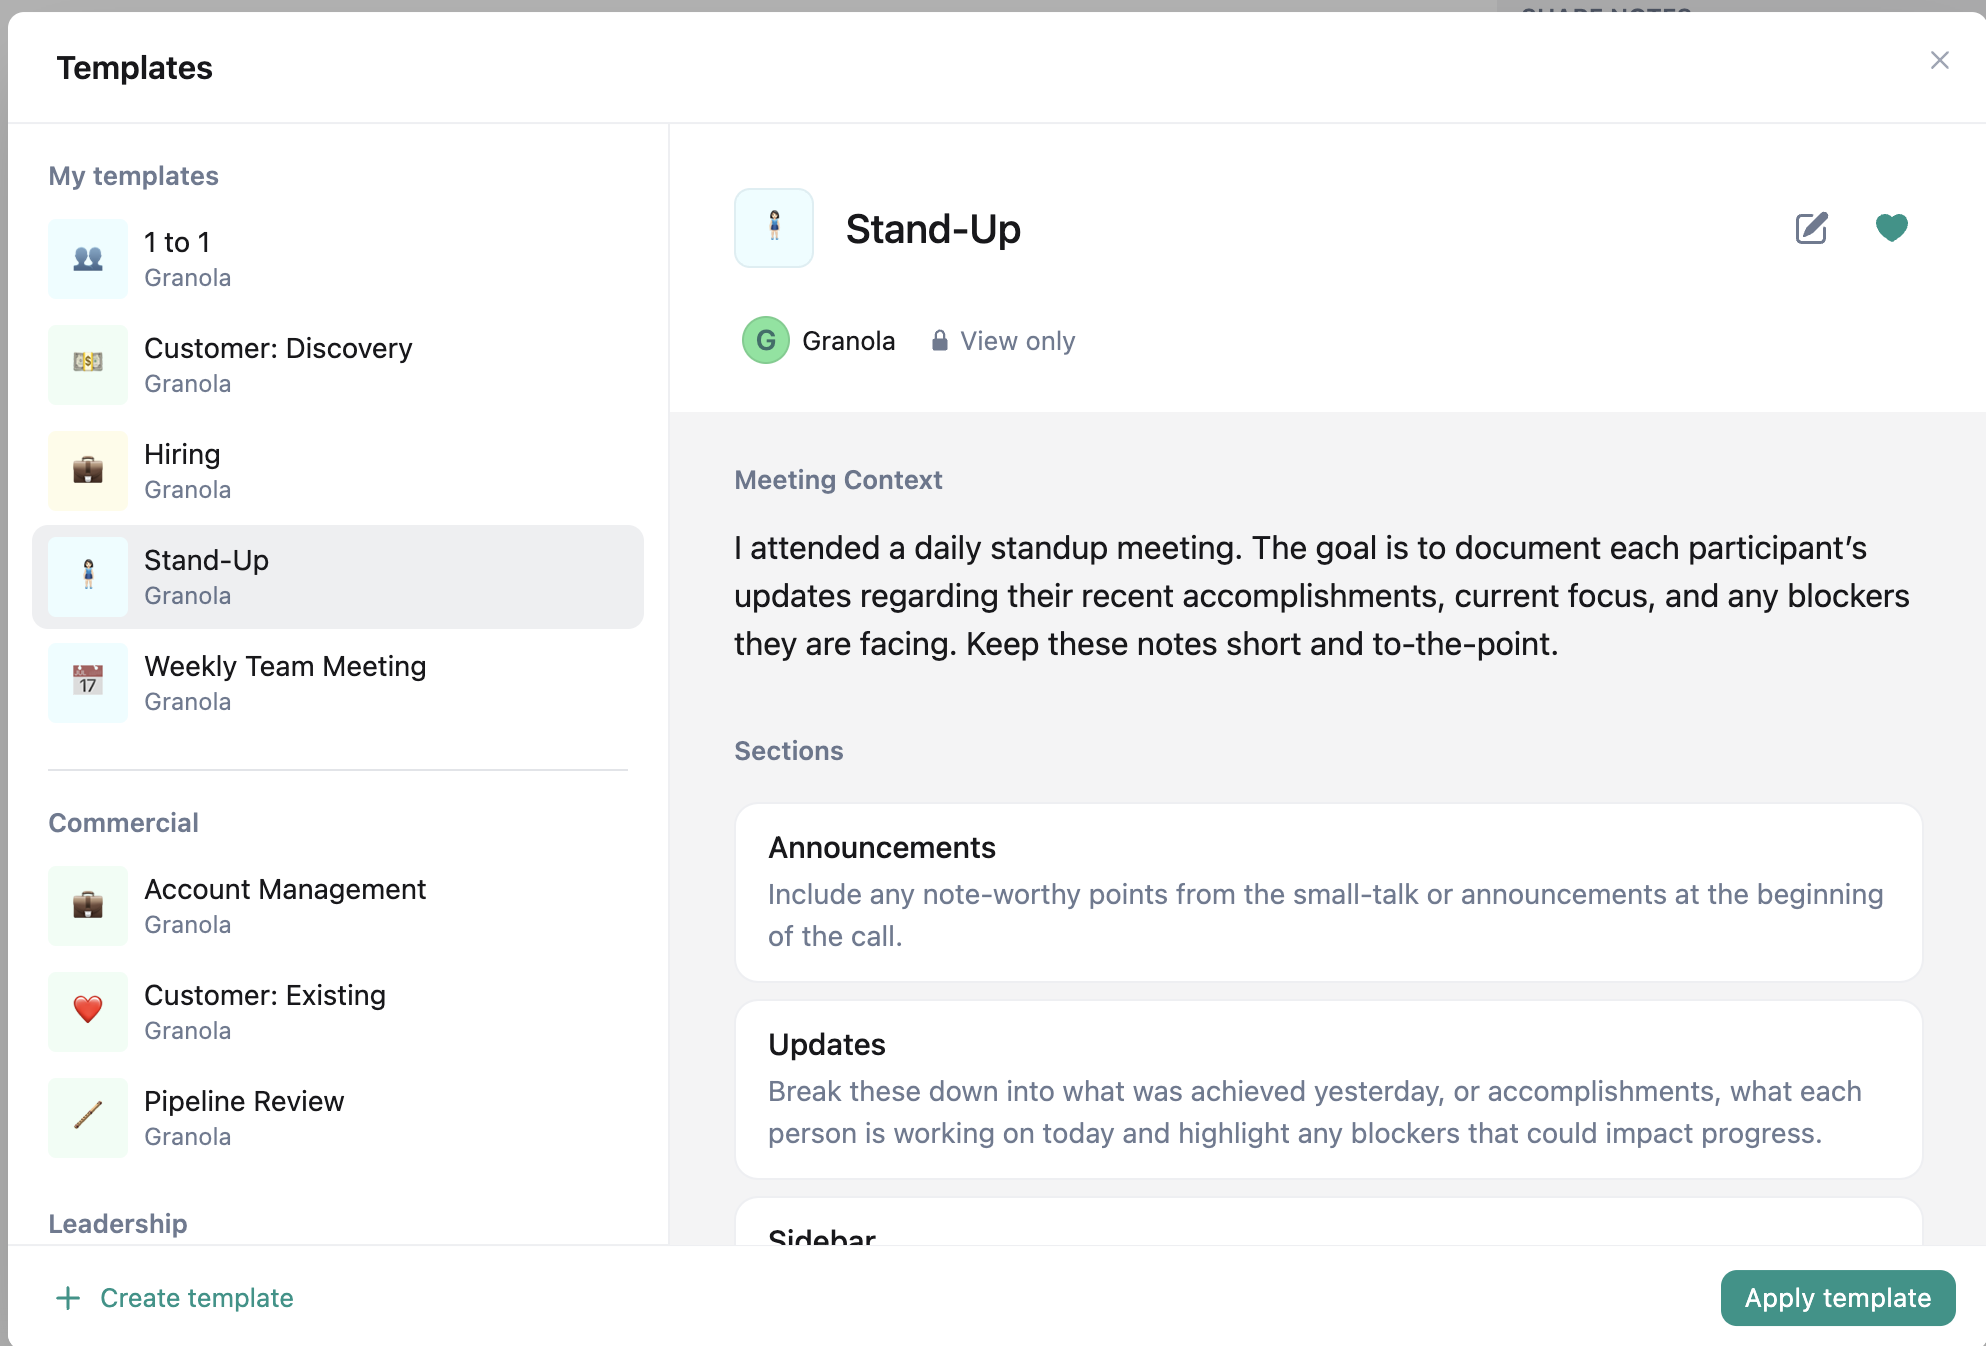 Templates
My templates
1 to 1
Granola
Customer: Discovery
Granola
Hiring
Granola
Stand-Up
Granola
17
Weekly Team Meeting
Granola
Commercial
Account Management
Granola
Customer: Existing
Granola
Pipeline Review
Granola
Leadership
Create template
SHARE NOTES
Stand-Up
G Granola View only
Meeting Context
I attended a daily standup meeting. The goal is to document each participant’s
updates regarding their recent accomplishments, current focus, and any blockers
they are facing. Keep these notes short and to-the-point.
Sections
Announcements
Include any note-worthy points from the small-talk or announcements at the beginning
of the call.
Updates
Break these down into what was achieved yesterday, or accomplishments, what each
person is working on today and highlight any blockers that could impact progress.
Sidebar
Apply template